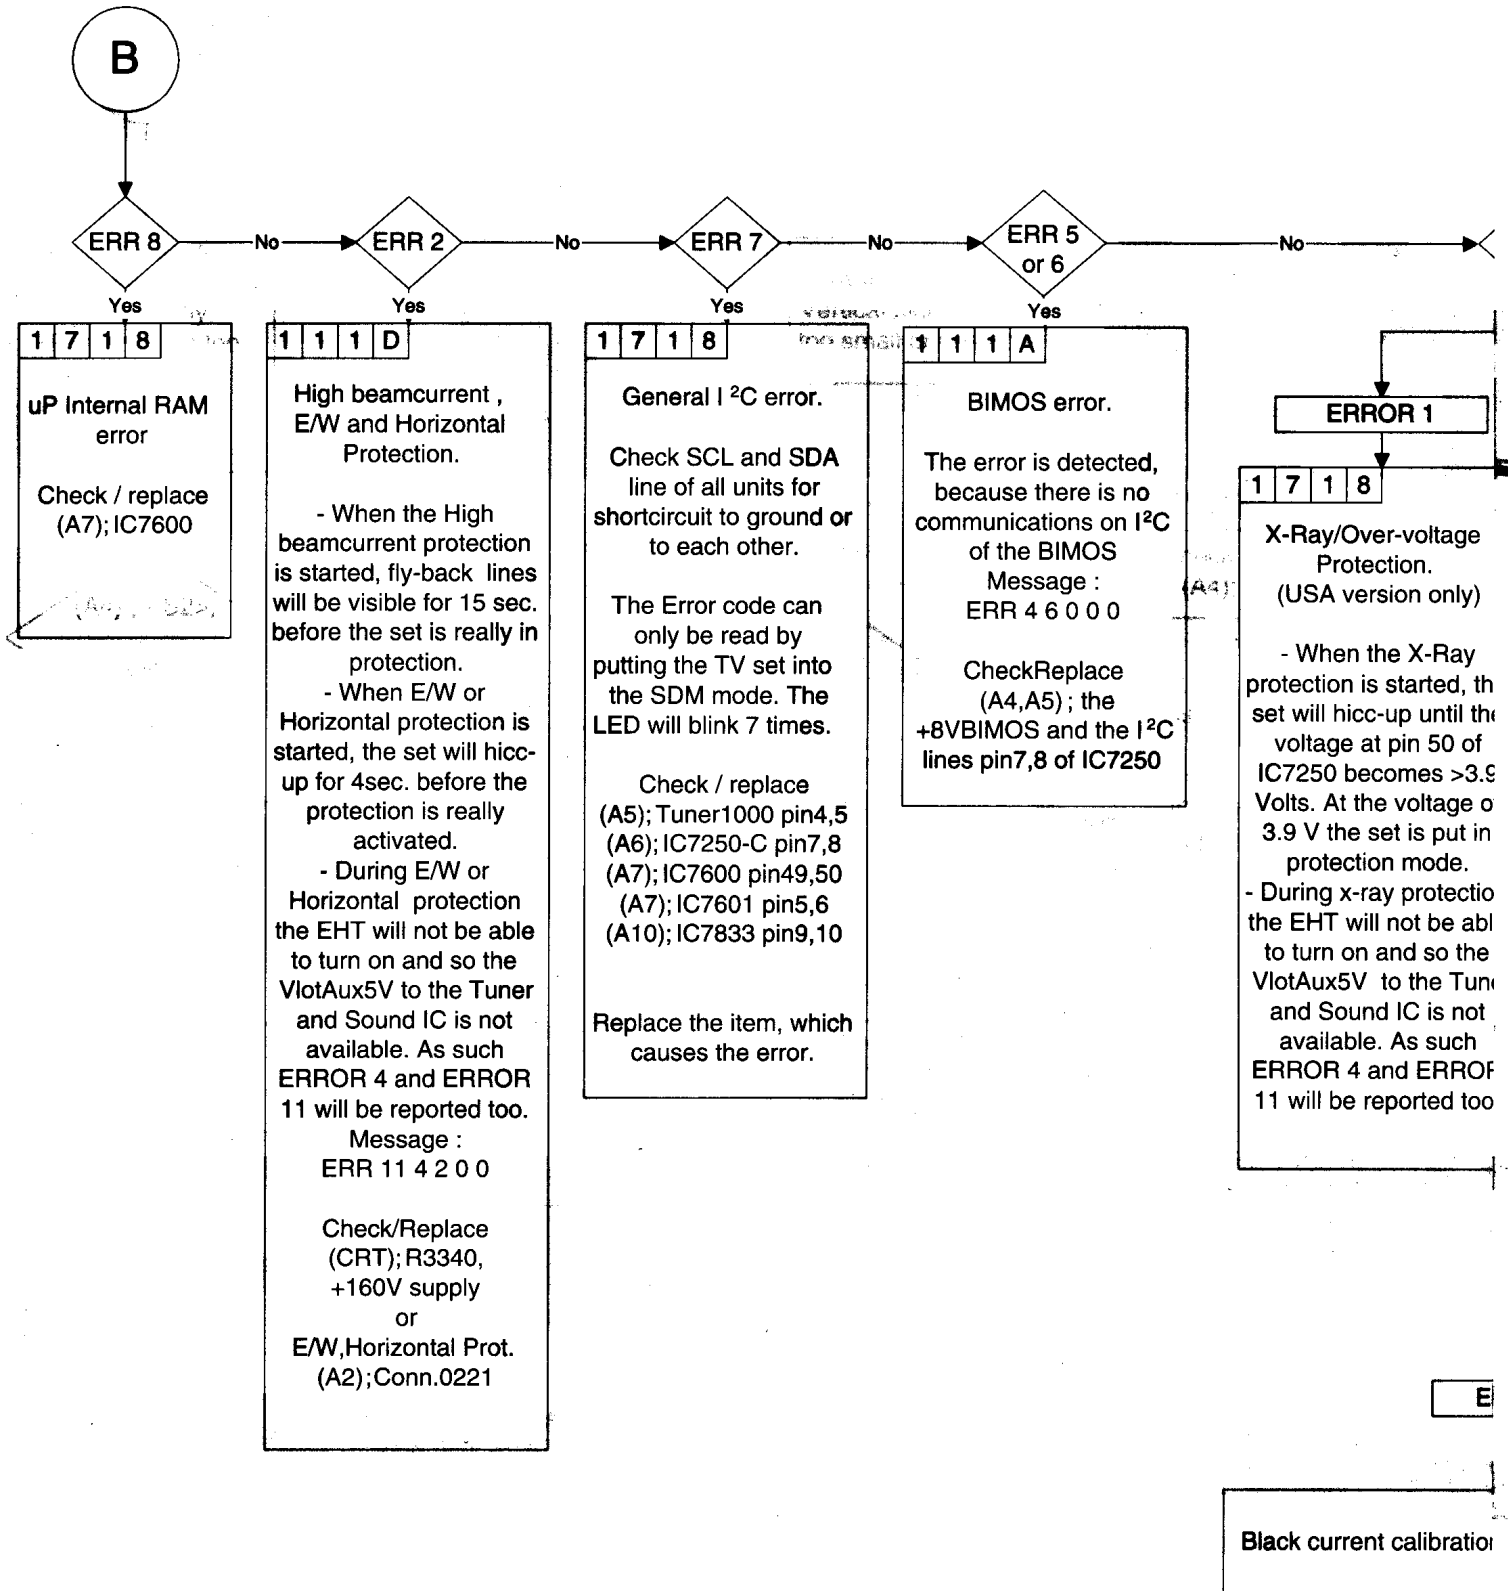 B
ERR 8
No
ERR 2
No
ERR 7
No
ERR 5
or 6
No
Yes
1 7 1 8
uP Internal RAM
error
Check / replace
(A7); IC7600
Yes
1 1 1 D
High beamcurrent ,
E/W and Horizontal
Protection.
- When the High
beamcurrent protection
is started, fly-back lines
will be visible for 15 sec.
before the set is really in
protection.
- When E/W or
Horizontal protection is
started, the set will hicc-
up for 4sec. before the
protection is really
activated.
- During E/W or
Horizontal protection
the EHT will not be able
to turn on and so the
VlotAux5V to the Tuner
and Sound IC is not
available. As such
ERROR 4 and ERROR
11 will be reported too.
Message :
ERR 11 4 2 0 0
Check/Replace
(CRT); R3340,
+160V supply
or
E/W,Horizontal Prot.
(A2);Conn.0221
Yes
1 7 1 8
General I ²C error.
Check SCL and SDA
line of all units for
shortcircuit to ground or
to each other.
The Error code can
only be read by
putting the TV set into
the SDM mode. The
LED will blink 7 times.
Check / replace
(A5); Tuner1000 pin4,5
(A6); IC7250-C pin7,8
(A7); IC7600 pin49,50
(A7); IC7601 pin5,6
(A10); IC7833 pin9,10
Replace the item, which
causes the error.
Yes
1 1 1 A
BIMOS error.
The error is detected,
because there is no
communications on I²C
of the BIMOS
Message :
ERR 4 6 0 0 0
CheckReplace
(A4,A5) ; the
+8VBIMOS and the I²C
lines pin7,8 of IC7250
(A4)
ERROR 1
1 7 1 8
X-Ray/Over-voltage
Protection.
(USA version only)
- When the X-Ray
protection is started, th
set will hicc-up until the
voltage at pin 50 of
IC7250 becomes >3.9
Volts. At the voltage o
3.9 V the set is put in
protection mode.
- During x-ray protectio
the EHT will not be abl
to turn on and so the
VlotAux5V to the Tun
and Sound IC is not
available. As such
ERROR 4 and ERROR
11 will be reported too
E
Black current calibration